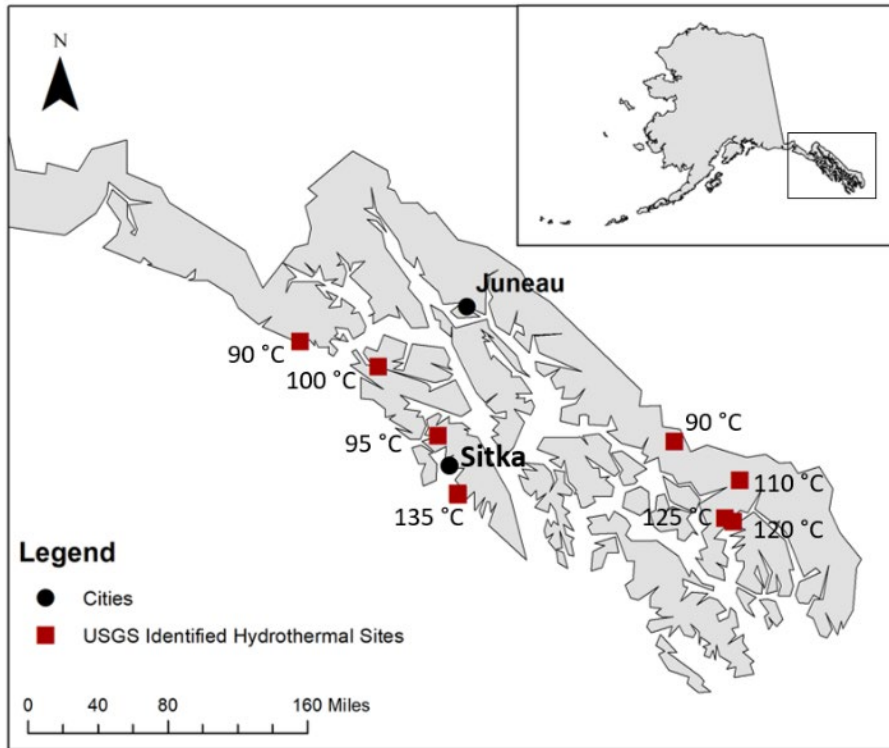 N
Juneau
90 °C
100 °C
95 °C
90 °C
Sitka
110 °C
135 °C
125 °C
120 °C
Legend
Cities
USGS Identified Hydrothermal Sites
0 40 80 160 Miles